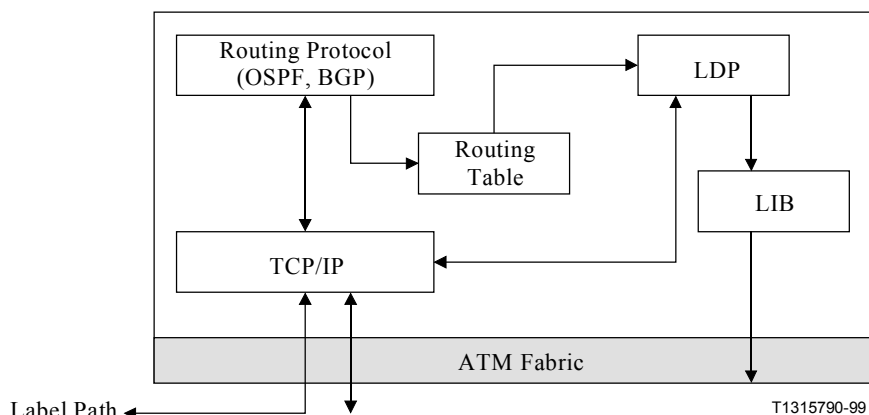 Routing Protocol
(OSPF, BGP)
LDP
Routing
Table
LIB
TCP/IP
ATM Fabric
Label Path
T1315790-99